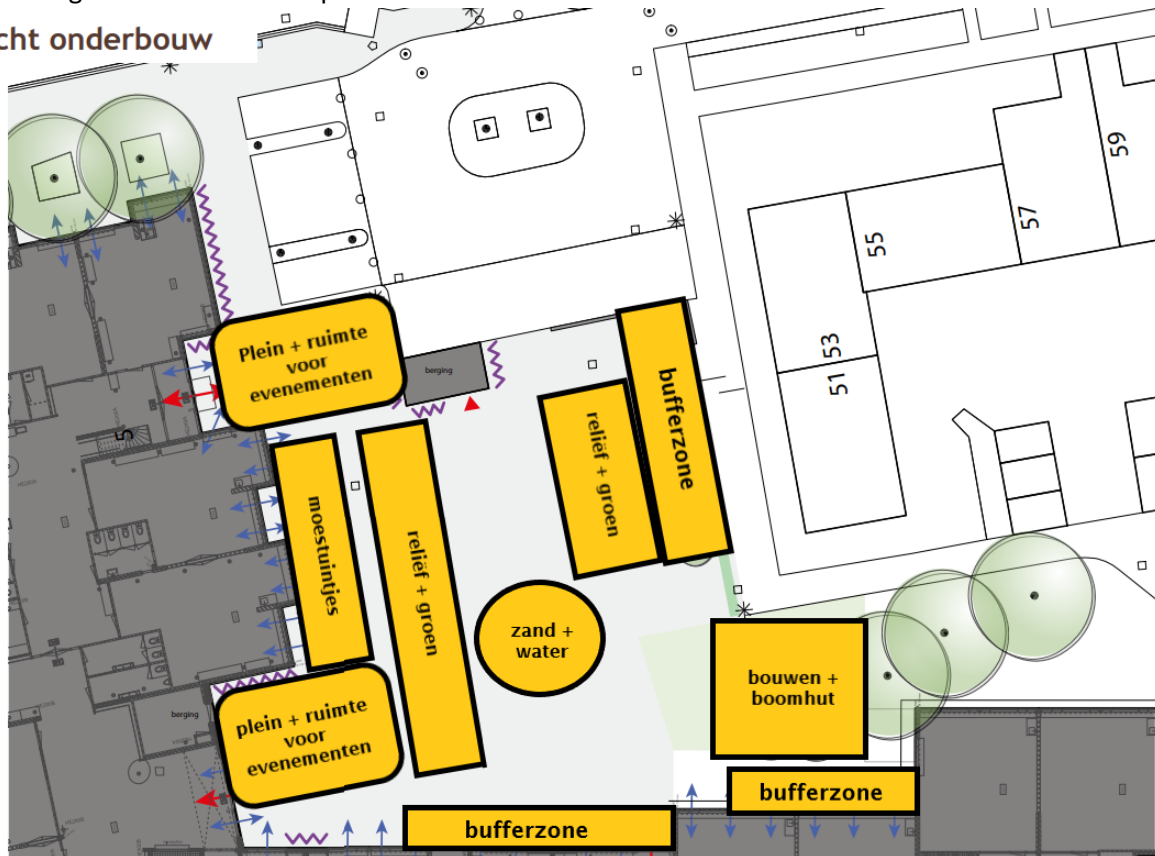 cht onderbouw
59
57
55
53
51
Plein + ruimte
voor
evenementen
berging
bufferzone
reliëf + groen
5
moestuintjes
reliëf + groen
zand +
water
bouwen +
boomhut
berging
plein + ruimte
voor
evenementen
bufferzone
bufferzone